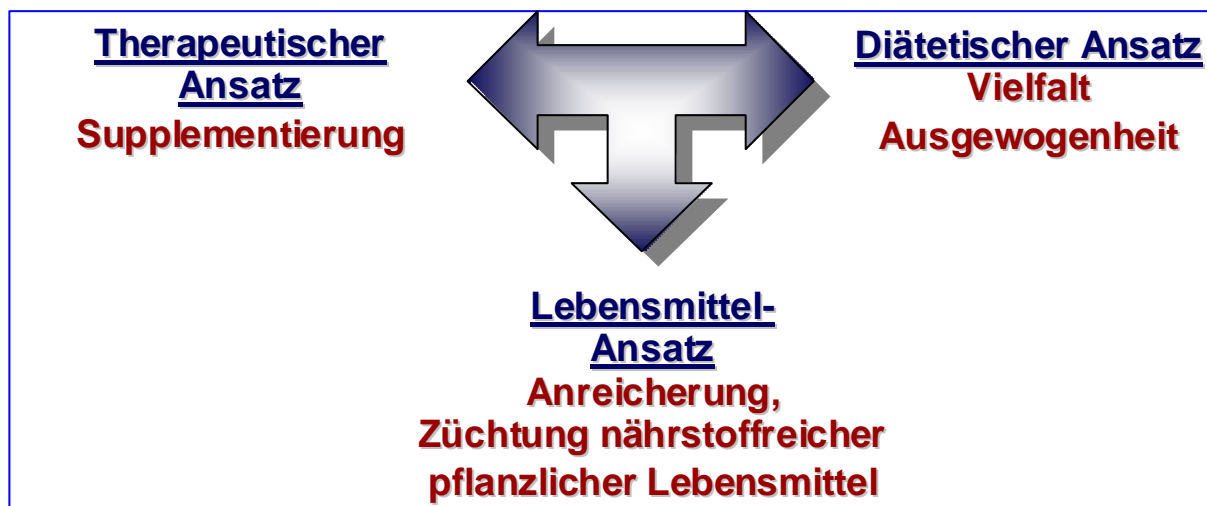 Therapeutischer
Ansatz
Supplementierung
Diätetischer Ansatz
Vielfalt
Ausgewogenheit
Lebensmittel-
Ansatz
Anreicherung,
Züchtung nährstoffreicher
pflanzlicher Lebensmittel